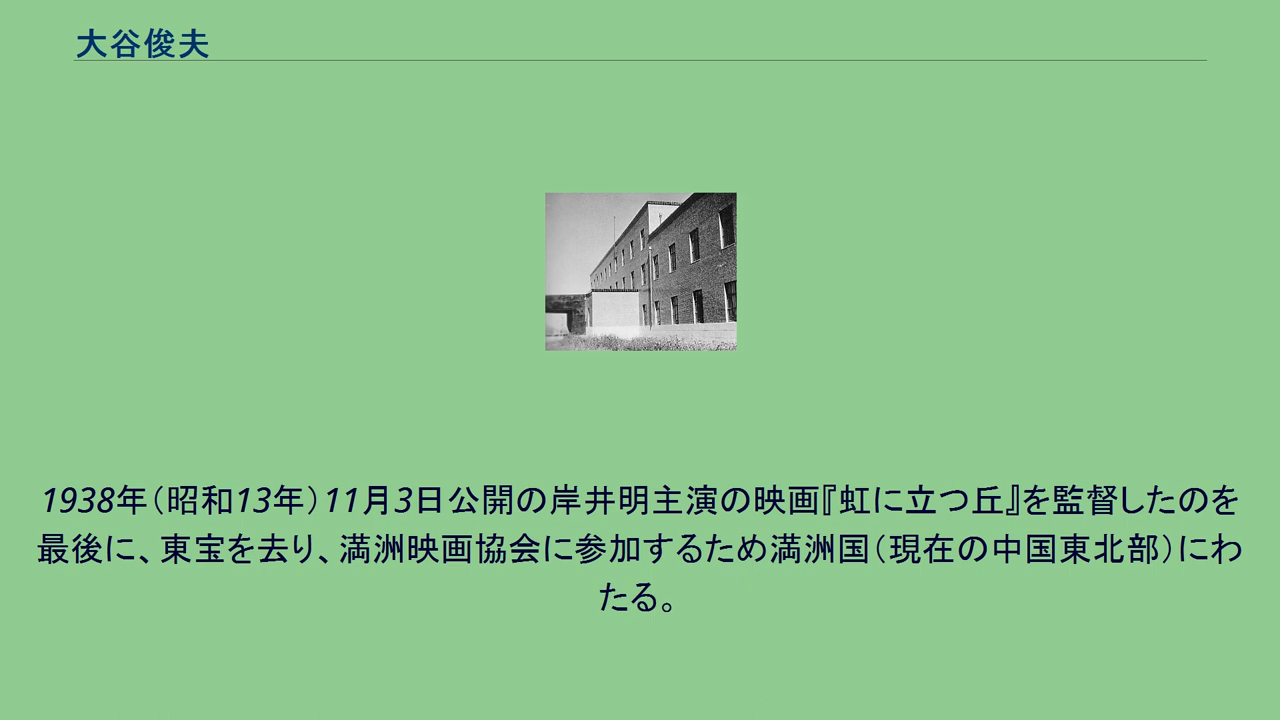 大谷俊夫
1938年（昭和13年）11月3日公開の岸井明主演の映画『虹に立つ丘』を監督したのを
最後に、東宝を去り、満洲映画協会に参加するため満洲国（現在の中国東北部）にわ
たる。